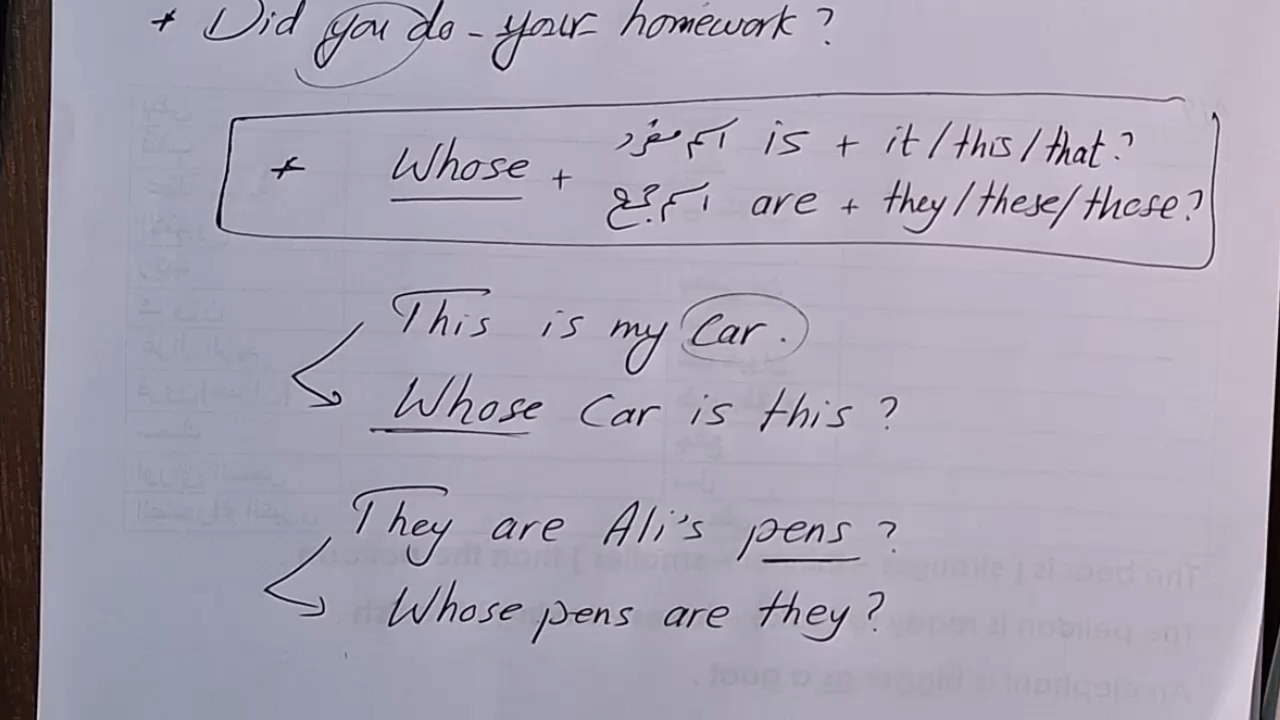 * Did you do - your homework ?
* Whose + اسم مفرد is + it / this / that ?
اسم جمع are + they / these / those ?
This is my Car .
Whose Car is this ?
They are Ali's pens ?
Whose pens are they ?